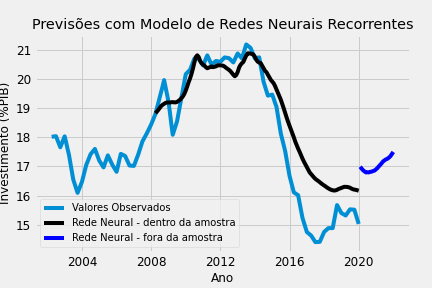 Previsões com Modelo de Redes Neurais Recorrentes
Investimento (%PIB)
21
20
19
18
17
16
15
Valores Observados
Rede Neural - dentro da amostra
Rede Neural - fora da amostra
2004
2008
2012
2016
2020
Ano